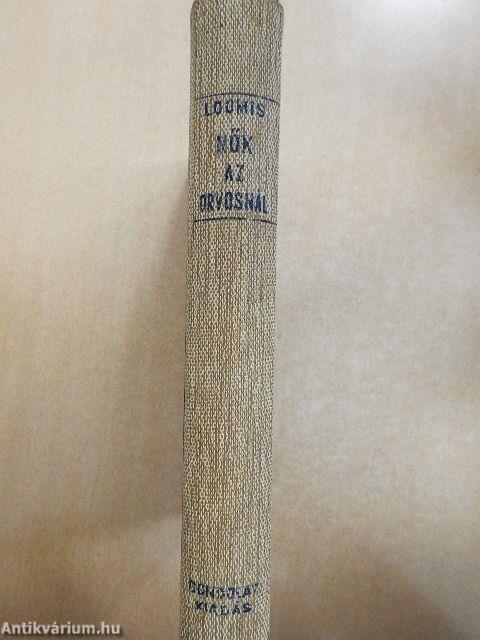 LOOMIS
NŐK
AZ
ORVOSNÁL
GONDOLAT
KIADÁS
Antikvárium.hu